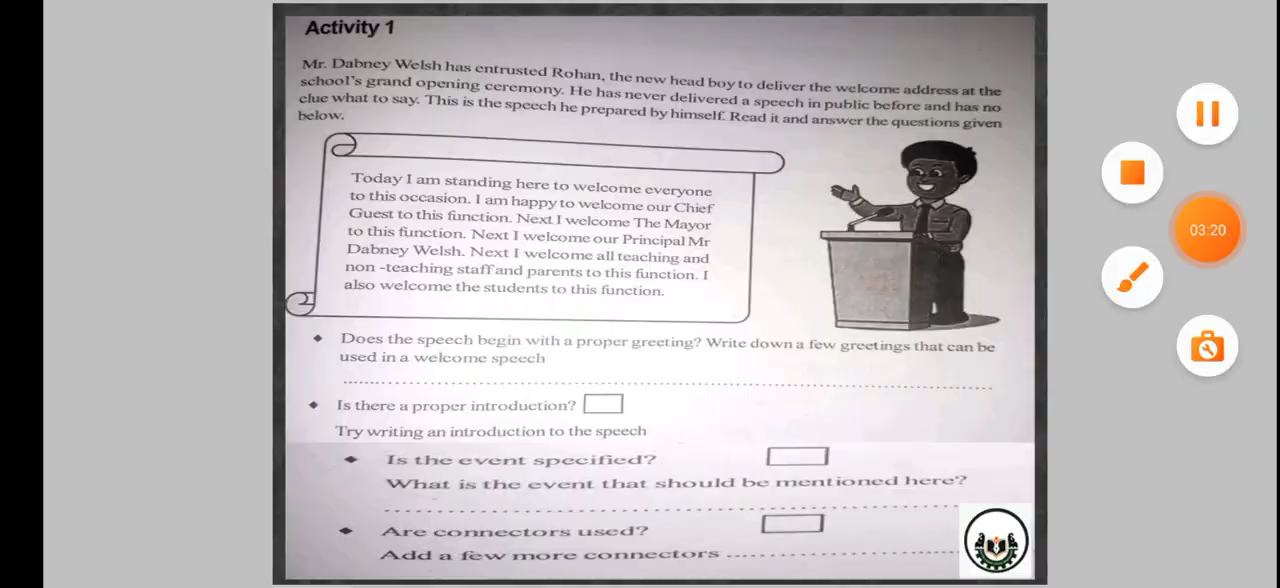 Activity 1
Mr. Dabney Welsh has entrusted Rohan, the new head boy to deliver the welcome address at the
school's grand opening ceremony. He has never delivered a speech in public before and has no
clue what to say. This is the speech he prepared by himself. Read it and answer the questions given
below.
Today I am standing here to welcome everyone
to this occasion. I am happy to welcome our Chief
Guest to this function. Next I welcome The Mayor
to this function. Next I welcome our Principal Mr
Dabney Welsh. Next I welcome all teaching and
non -teaching staff and parents to this function. I
also welcome the students to this function.
Does the speech begin with a proper greeting? Write down a few greetings that can be
used in a welcome speech
Is there a proper introduction?
Try writing an introduction to the speech
Is the event specified?
What is the event that should be mentioned here?
Are connectors used?
Add a few more connectors
03:20